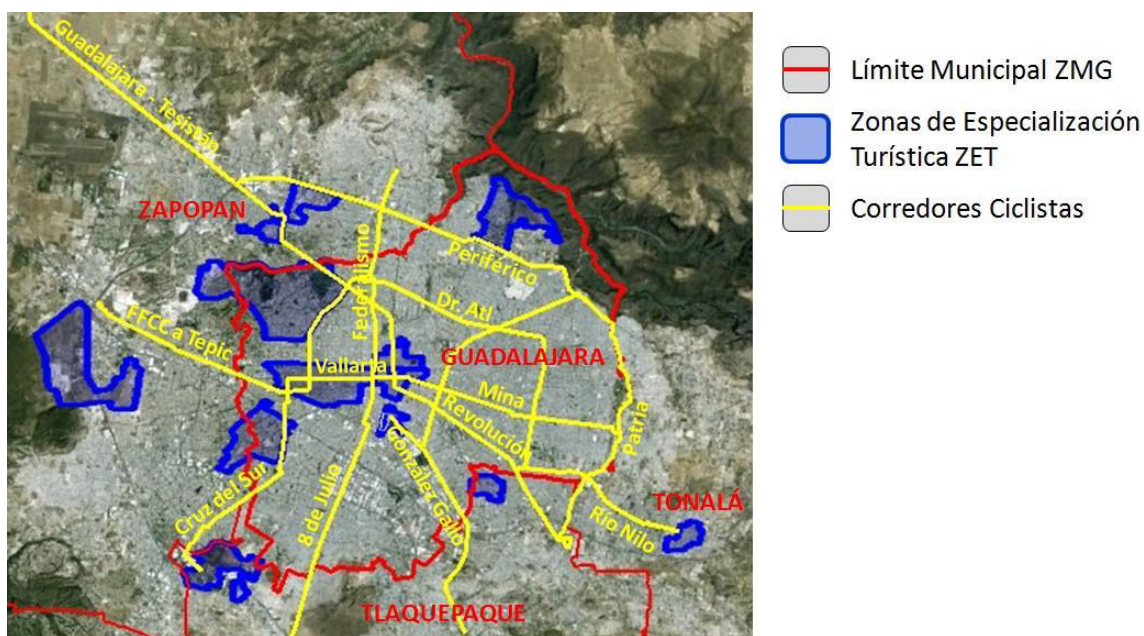 Guadalajara - Tesistán
ZAPOPAN
Federalismo
Periférico
Dr. Atl
FFCC a Tepic
Vallarta
GUADALAJARA
Mina
Revolución
Patria
González Gallo
Cruz del Sur
8 de Julio
TONALÁ
Río Nilo
TLAQUEPAQUE
Límite Municipal ZMG
Zonas de Especialización
Turística ZET
Corredores Ciclistas